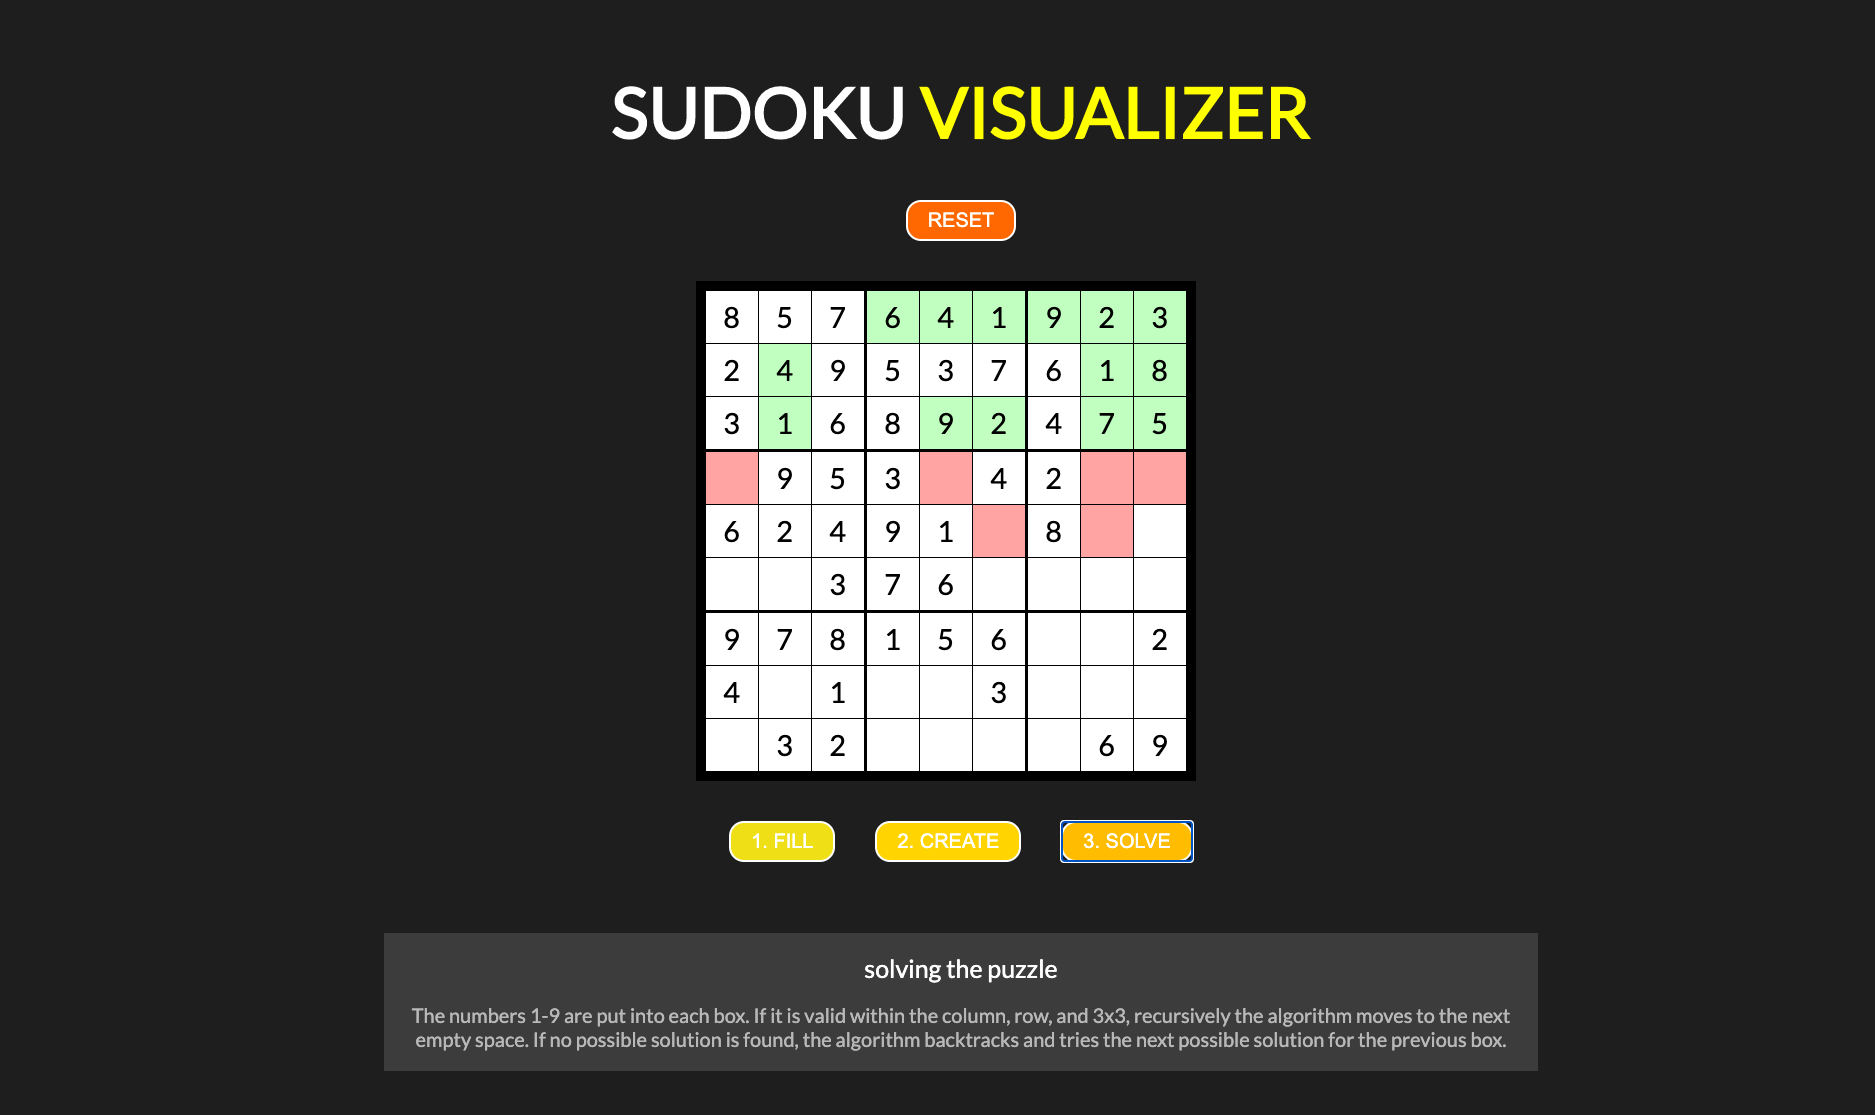 SUDOKU VISUALIZER
RESET
8 5 7 6 4 1 9 2 3
2 4 9 5 3 7 6 1 8
3 1 6 8 9 2 4 7 5
9 5 3 4 2
6 2 4 9 1 8
3 7 6
9 7 8 1 5 6 2
4 1 3
3 2 6 9
1. FILL 2. CREATE 3. SOLVE
solving the puzzle
The numbers 1-9 are put into each box. If it is valid within the column, row, and 3x3, recursively the algorithm moves to the next
empty space. If no possible solution is found, the algorithm backtracks and tries the next possible solution for the previous box.